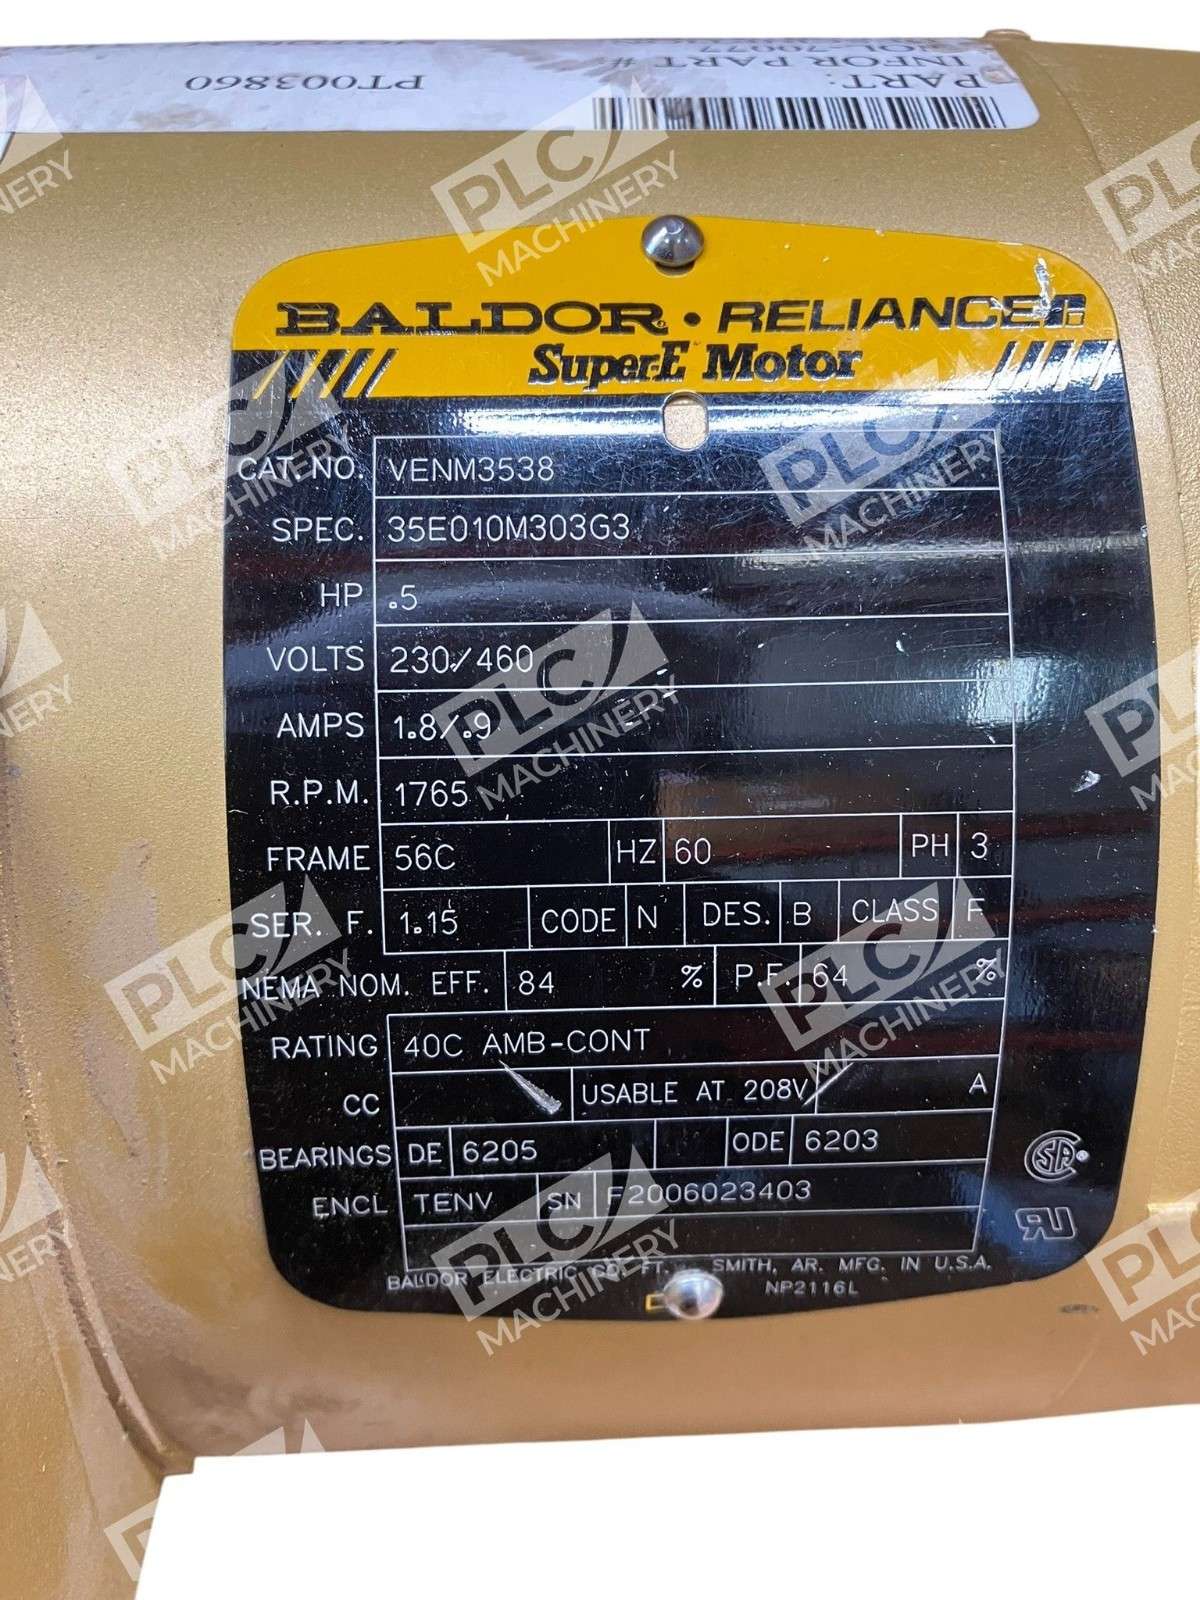 PART:
INFOR PART #:
PT003860
BALDOR • RELIANCE
Super-E Motor
CAT. NO. VENM3538
SPEC. 35E010M303G3
HP .5
VOLTS 230/460
AMPS 1.8/.9
R.P.M. 1765
FRAME 56C HZ 60 PH 3
SER. F. 1.15 CODE N DES. B CLASS F
NEMA NOM. EFF. 84 % P.F. 64 %
RATING 40C AMB-CONT
CC USABLE AT 208V A
BEARINGS DE 6205 ODE 6203
ENCL TENV SN F2006023403
BALDOR ELECTRIC CO. FT. SMITH, AR. MFG. IN U.S.A.
NP2116L
PLC MACHINERY